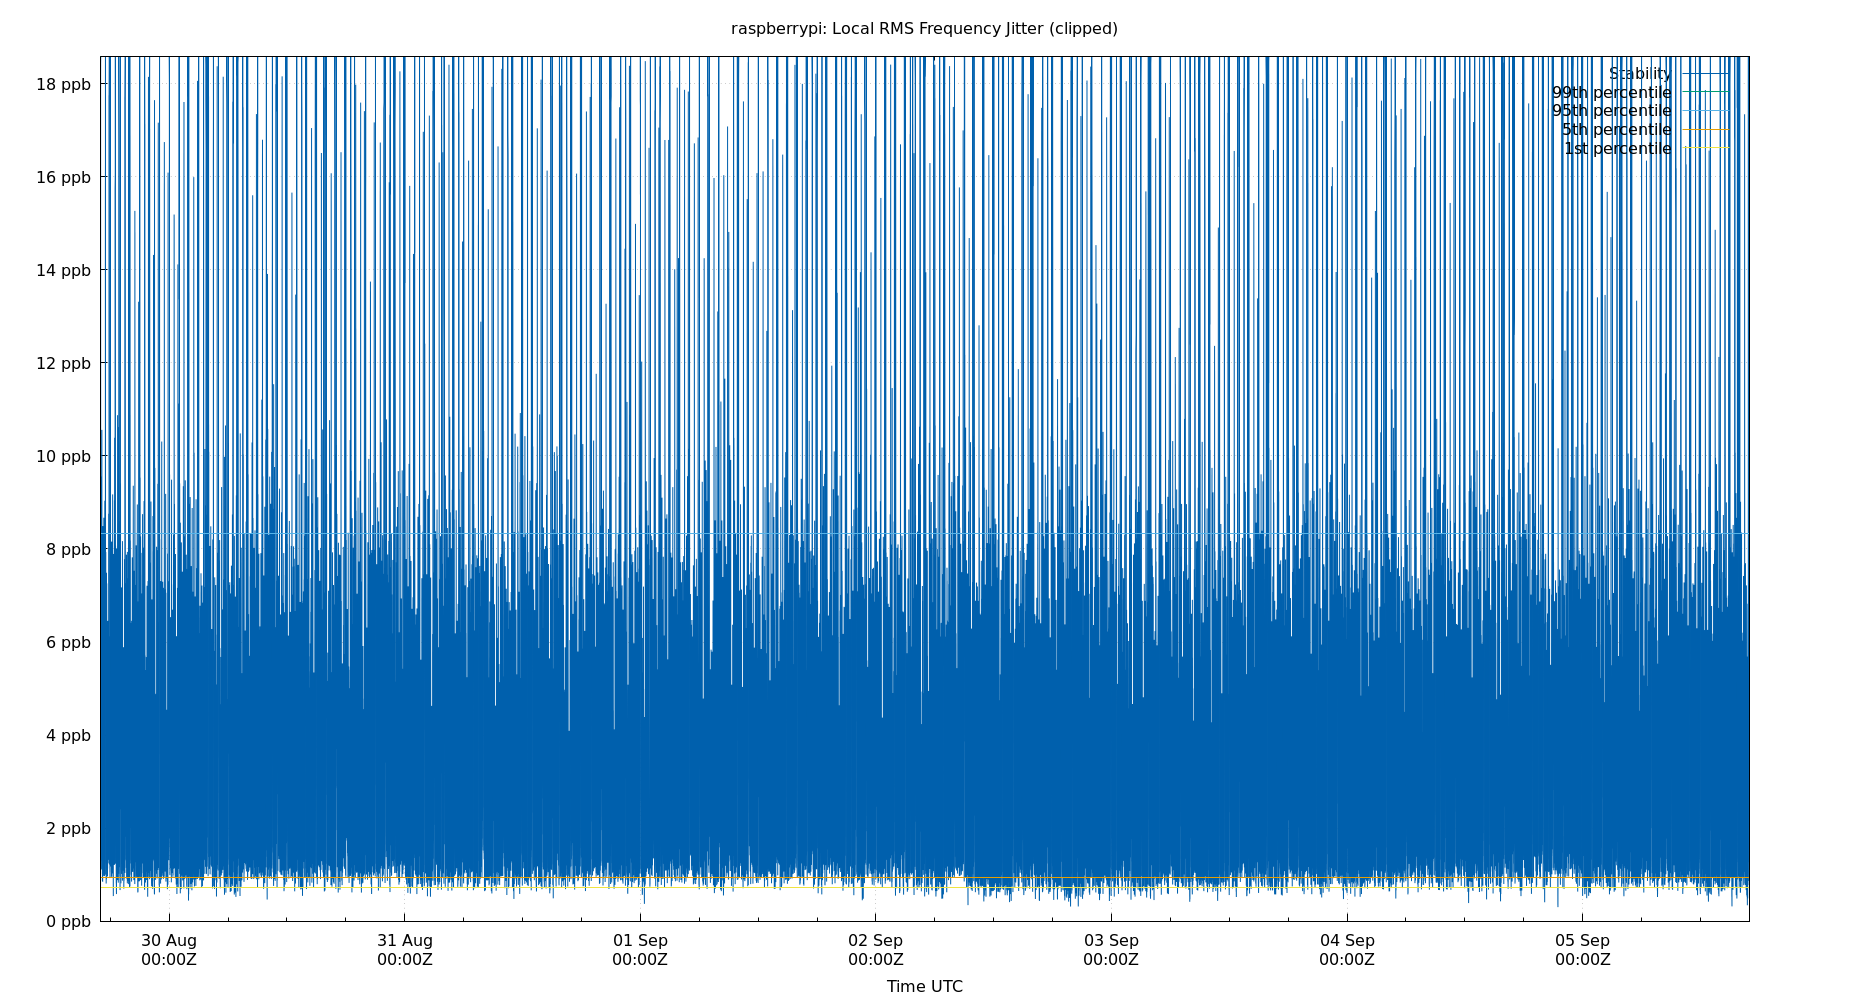 raspberrypi: Local RMS Frequency Jitter (clipped)
18 ppb
16 ppb
14 ppb
12 ppb
10 ppb
8 ppb
6 ppb
4 ppb
2 ppb
0 ppb
Stability
99th percentile
95th percentile
5th percentile
1st percentile
30 Aug
00:00Z
31 Aug
00:00Z
01 Sep
00:00Z
02 Sep
00:00Z
03 Sep
00:00Z
04 Sep
00:00Z
05 Sep
00:00Z
Time UTC